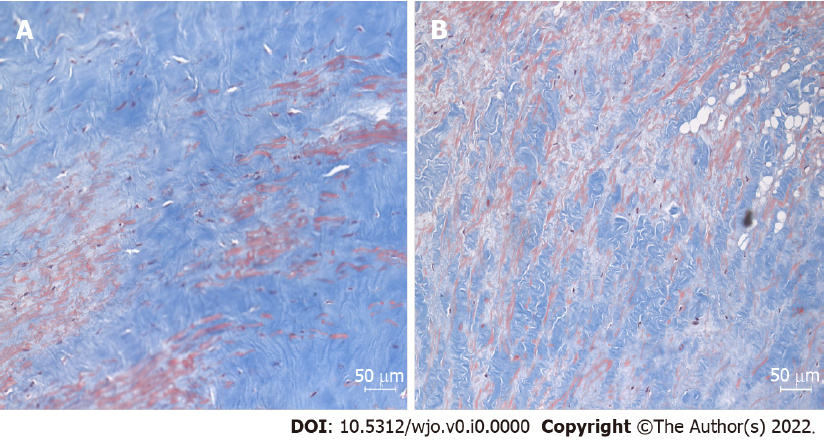 A
B
50 μm
50 μm
DOI: 10.5312/wjo.v0.i0.0000 Copyright ©The Author(s) 2022.